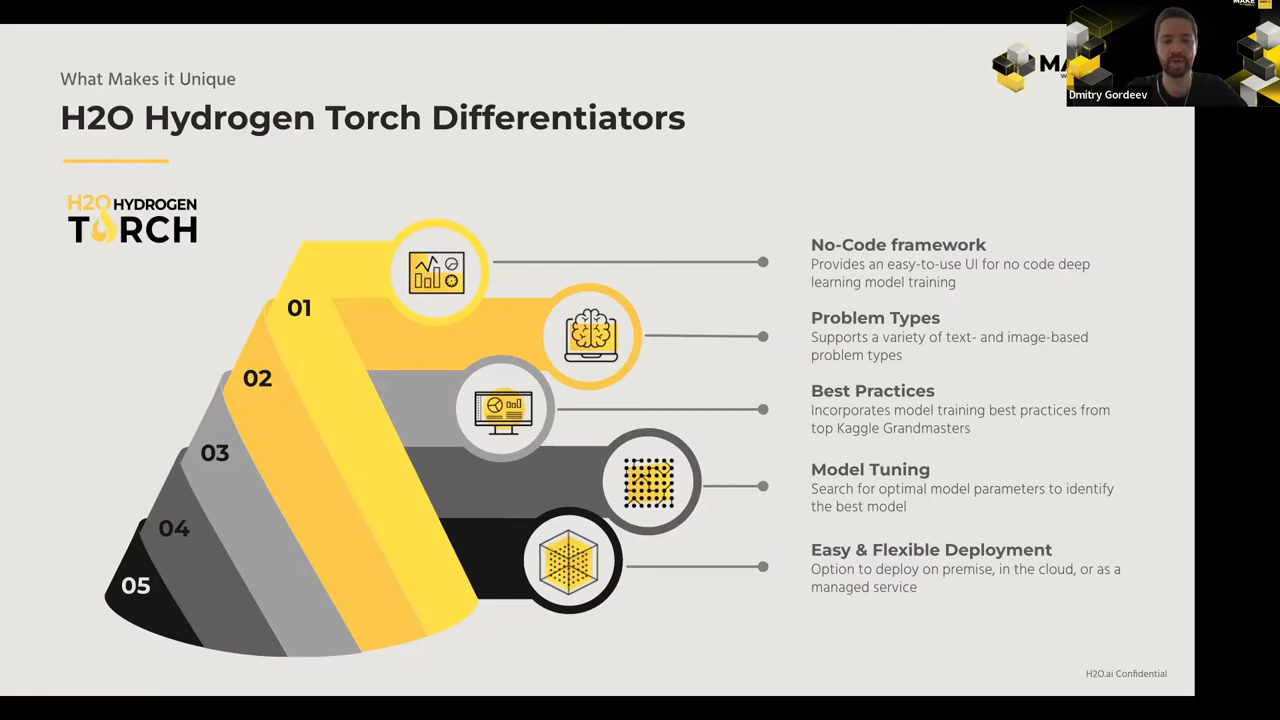 What Makes it Unique
H2O Hydrogen Torch Differentiators
MAKE
MA
W
Dmitry Gordeev
H2O HYDROGEN
TORCH
01
02
03
04
05
No-Code framework
Provides an easy-to-use UI for no code deep
learning model training
Problem Types
Supports a variety of text- and image-based
problem types
Best Practices
Incorporates model training best practices from
top Kaggle Grandmasters
Model Tuning
Search for optimal model parameters to identify
the best model
Easy & Flexible Deployment
Option to deploy on premise, in the cloud, or as a
managed service
H2O.ai Confidential